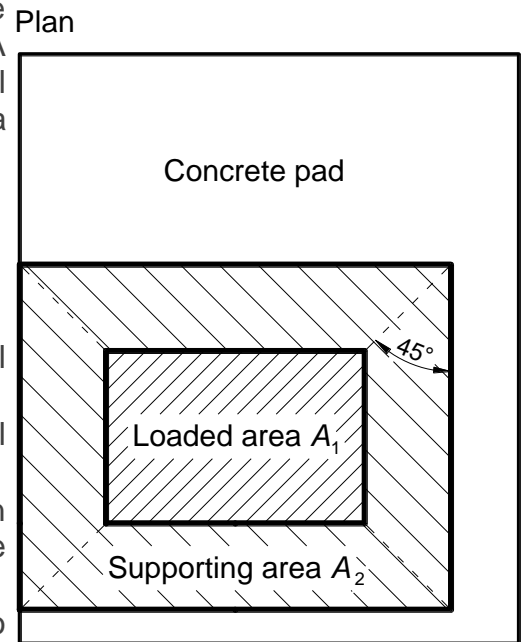 Plan
Concrete pad
45°
Loaded area A₁
Supporting area A₂